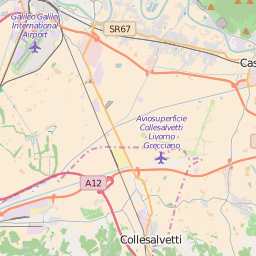 Galileo Galilei
International
Airport
SR67
Cas
Aviosuperficie
Collesalvetti
- Livorno -
Grecciano
A12
Collesalvetti